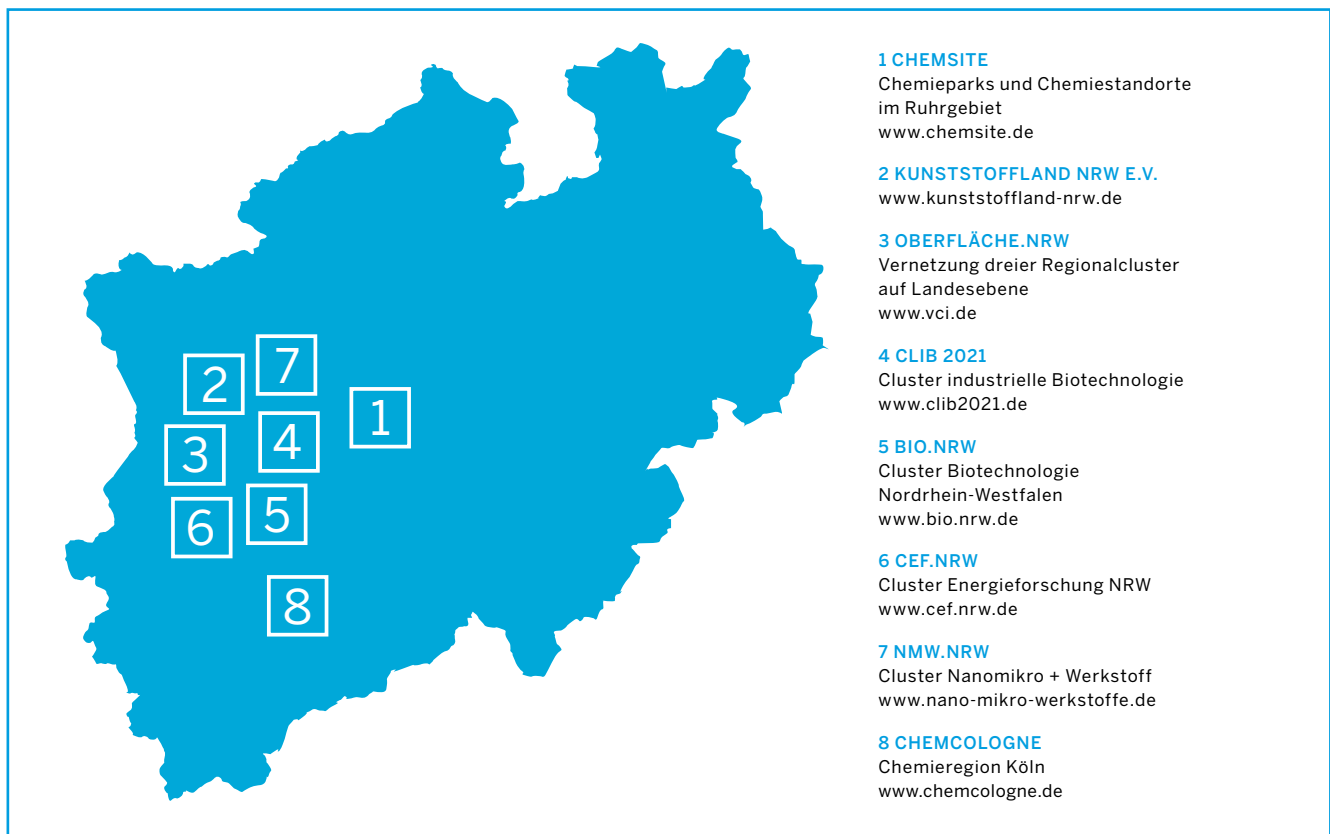 2
7
1
3
4
6
5
8
1 CHEMSITE
Chemieparks und Chemiestandorte
im Ruhrgebiet
www.chemsite.de
2 KUNSTSTOFFLAND NRW E.V.
www.kunststoffland-nrw.de
3 OBERFLÄCHE.NRW
Vernetzung dreier Regionalcluster
auf Landesebene
www.vci.de
4 CLIB 2021
Cluster industrielle Biotechnologie
www.clib2021.de
5 BIO.NRW
Cluster Biotechnologie
Nordrhein-Westfalen
www.bio.nrw.de
6 CEF.NRW
Cluster Energieforschung NRW
www.cef.nrw.de
7 NMW.NRW
Cluster Nanomikro + Werkstoff
www.nano-mikro-werkstoffe.de
8 CHEMCOLOGNE
Chemieregion Köln
www.chemcologne.de